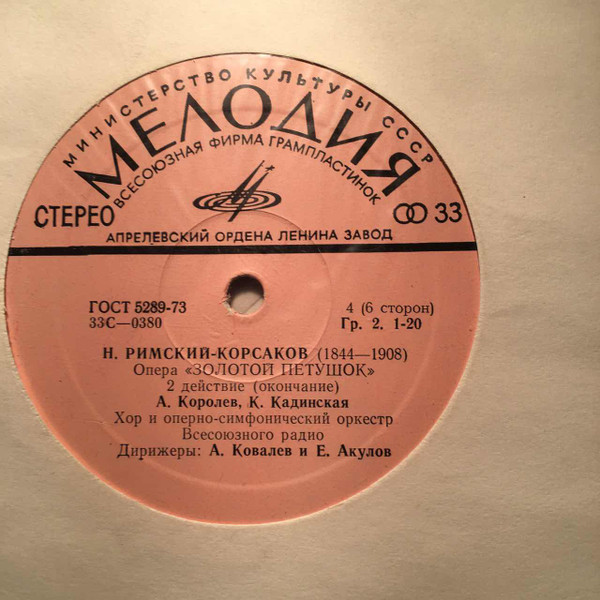 МИНИСТЕРСТВО КУЛЬТУРЫ СССР
МЕЛОДИЯ
ВСЕСОЮЗНАЯ ФИРМА ГРАМПЛАСТИНОК
СТЕРЕО
33
АПРЕЛЕВСКИЙ ОРДЕНА ЛЕНИНА ЗАВОД
ГОСТ 5289-73
4 (6 сторон)
33С—0380
Гр. 2. 1-20
Н. РИМСКИЙ-КОРСАКОВ (1844—1908)
Опера «ЗОЛОТОЙ ПЕТУШОК»
2 действие (окончание)
А. Королев, К. Кадинская
Хор и оперно-симфонический оркестр
Всесоюзного радио
Дирижеры: А. Ковалев и Е. Акулов